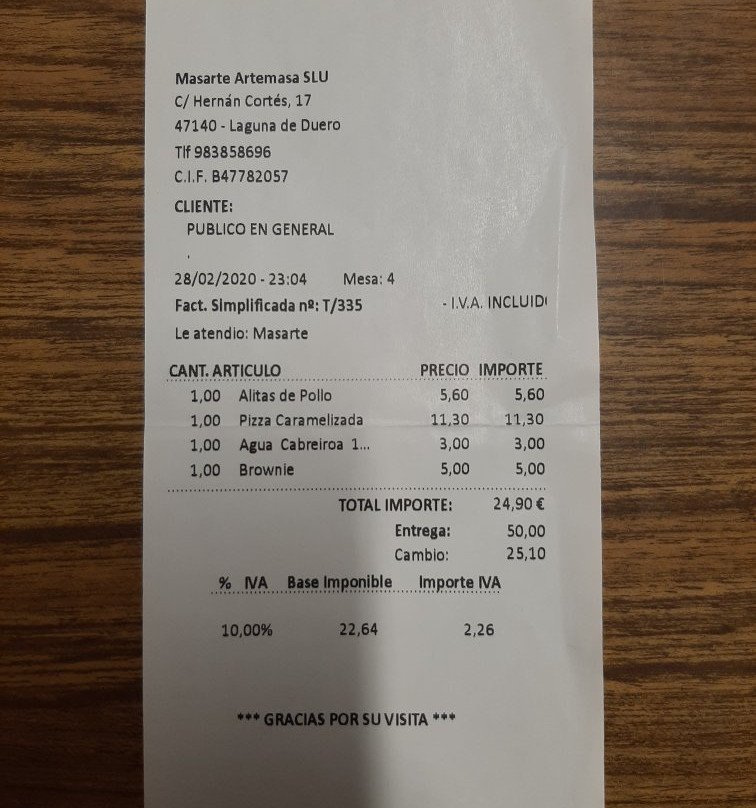 Masarte Artemasa SLU
C/ Hernán Cortés, 17
47140 - Laguna de Duero
Tlf 983858696
C.I.F. B47782057
CLIENTE:
PUBLICO EN GENERAL
.
28/02/2020 - 23:04 Mesa: 4
Fact. Simplificada nº: T/335 - I.V.A. INCLUID
Le atendio: Masarte
CANT. ARTICULO PRECIO IMPORTE
1,00 Alitas de Pollo 5,60 5,60
1,00 Pizza Caramelizada 11,30 11,30
1,00 Agua Cabreiroa 1... 3,00 3,00
1,00 Brownie 5,00 5,00
TOTAL IMPORTE: 24,90 €
Entrega: 50,00
Cambio: 25,10
% IVA Base Imponible Importe IVA
10,00% 22,64 2,26
*** GRACIAS POR SU VISITA ***